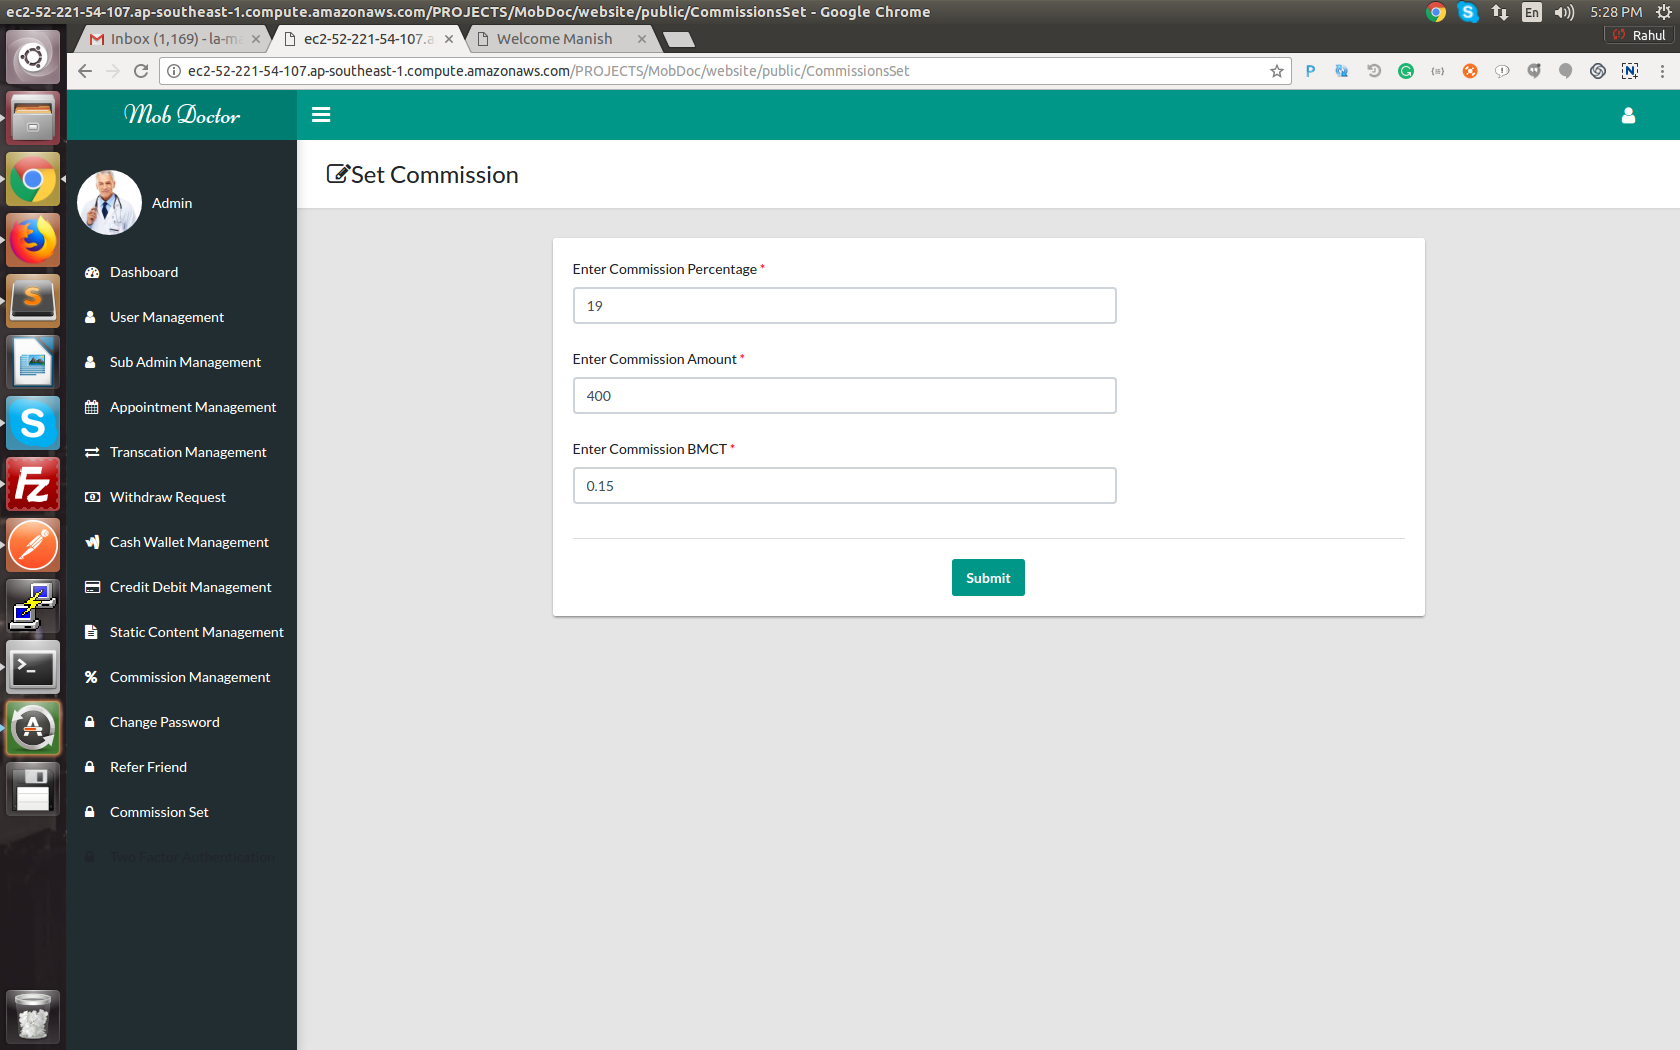 ec2-52-221-54-107.ap-southeast-1.compute.amazonaws.com/PROJECTS/MobDoc/website/public/CommissionsSet - Google Chrome
En
5:28 PM
Inbox (1,169) - la-ma
ec2-52-221-54-107.a
Welcome Manish
Rahul
ec2-52-221-54-107.ap-southeast-1.compute.amazonaws.com/PROJECTS/MobDoc/website/public/CommissionsSet
Mob Doctor
Set Commission
Admin
Dashboard
User Management
Sub Admin Management
Appointment Management
Transcation Management
Withdraw Request
Cash Wallet Management
Credit Debit Management
Static Content Management
Commission Management
Change Password
Refer Friend
Commission Set
Two Factor Authentication
Enter Commission Percentage *
19
Enter Commission Amount *
400
Enter Commission BMCT *
0.15
Submit